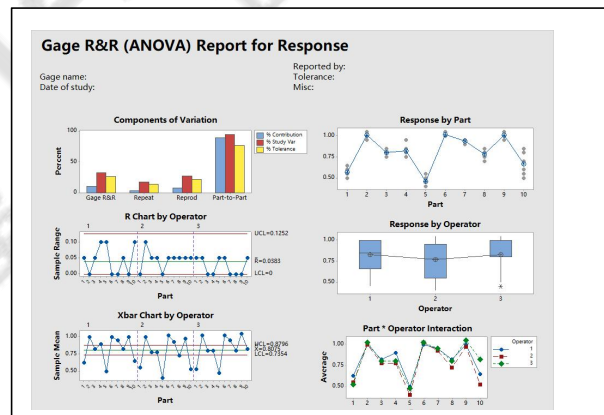 Gage R&R (ANOVA) Report for Response
Reported by:
Gage name:
Tolerance:
Date of study:
Misc:
Components of Variation
100
50
0
Percent
Gage R&R
Repeat
Reprod
Part-to-Part
% Contribution
% Study Var
% Tolerance
R Chart by Operator
1
2
3
0.10
0.05
0.00
Sample Range
UCL=0.1252
R=0.0383
LCL=0
Part
Xbar Chart by Operator
1
2
3
1.00
0.75
0.50
Sample Mean
UCL=0.8796
X=0.8075
LCL=0.7354
Part
Response by Part
1.00
0.75
0.50
1 2 3 4 5 6 7 8 9 10
Part
Response by Operator
1.00
0.75
0.50
1 2 3
Operator
Part * Operator Interaction
1.00
0.75
0.50
Average
1 2 3 4 5 6 7 8 9 10
Operator
1
2
3